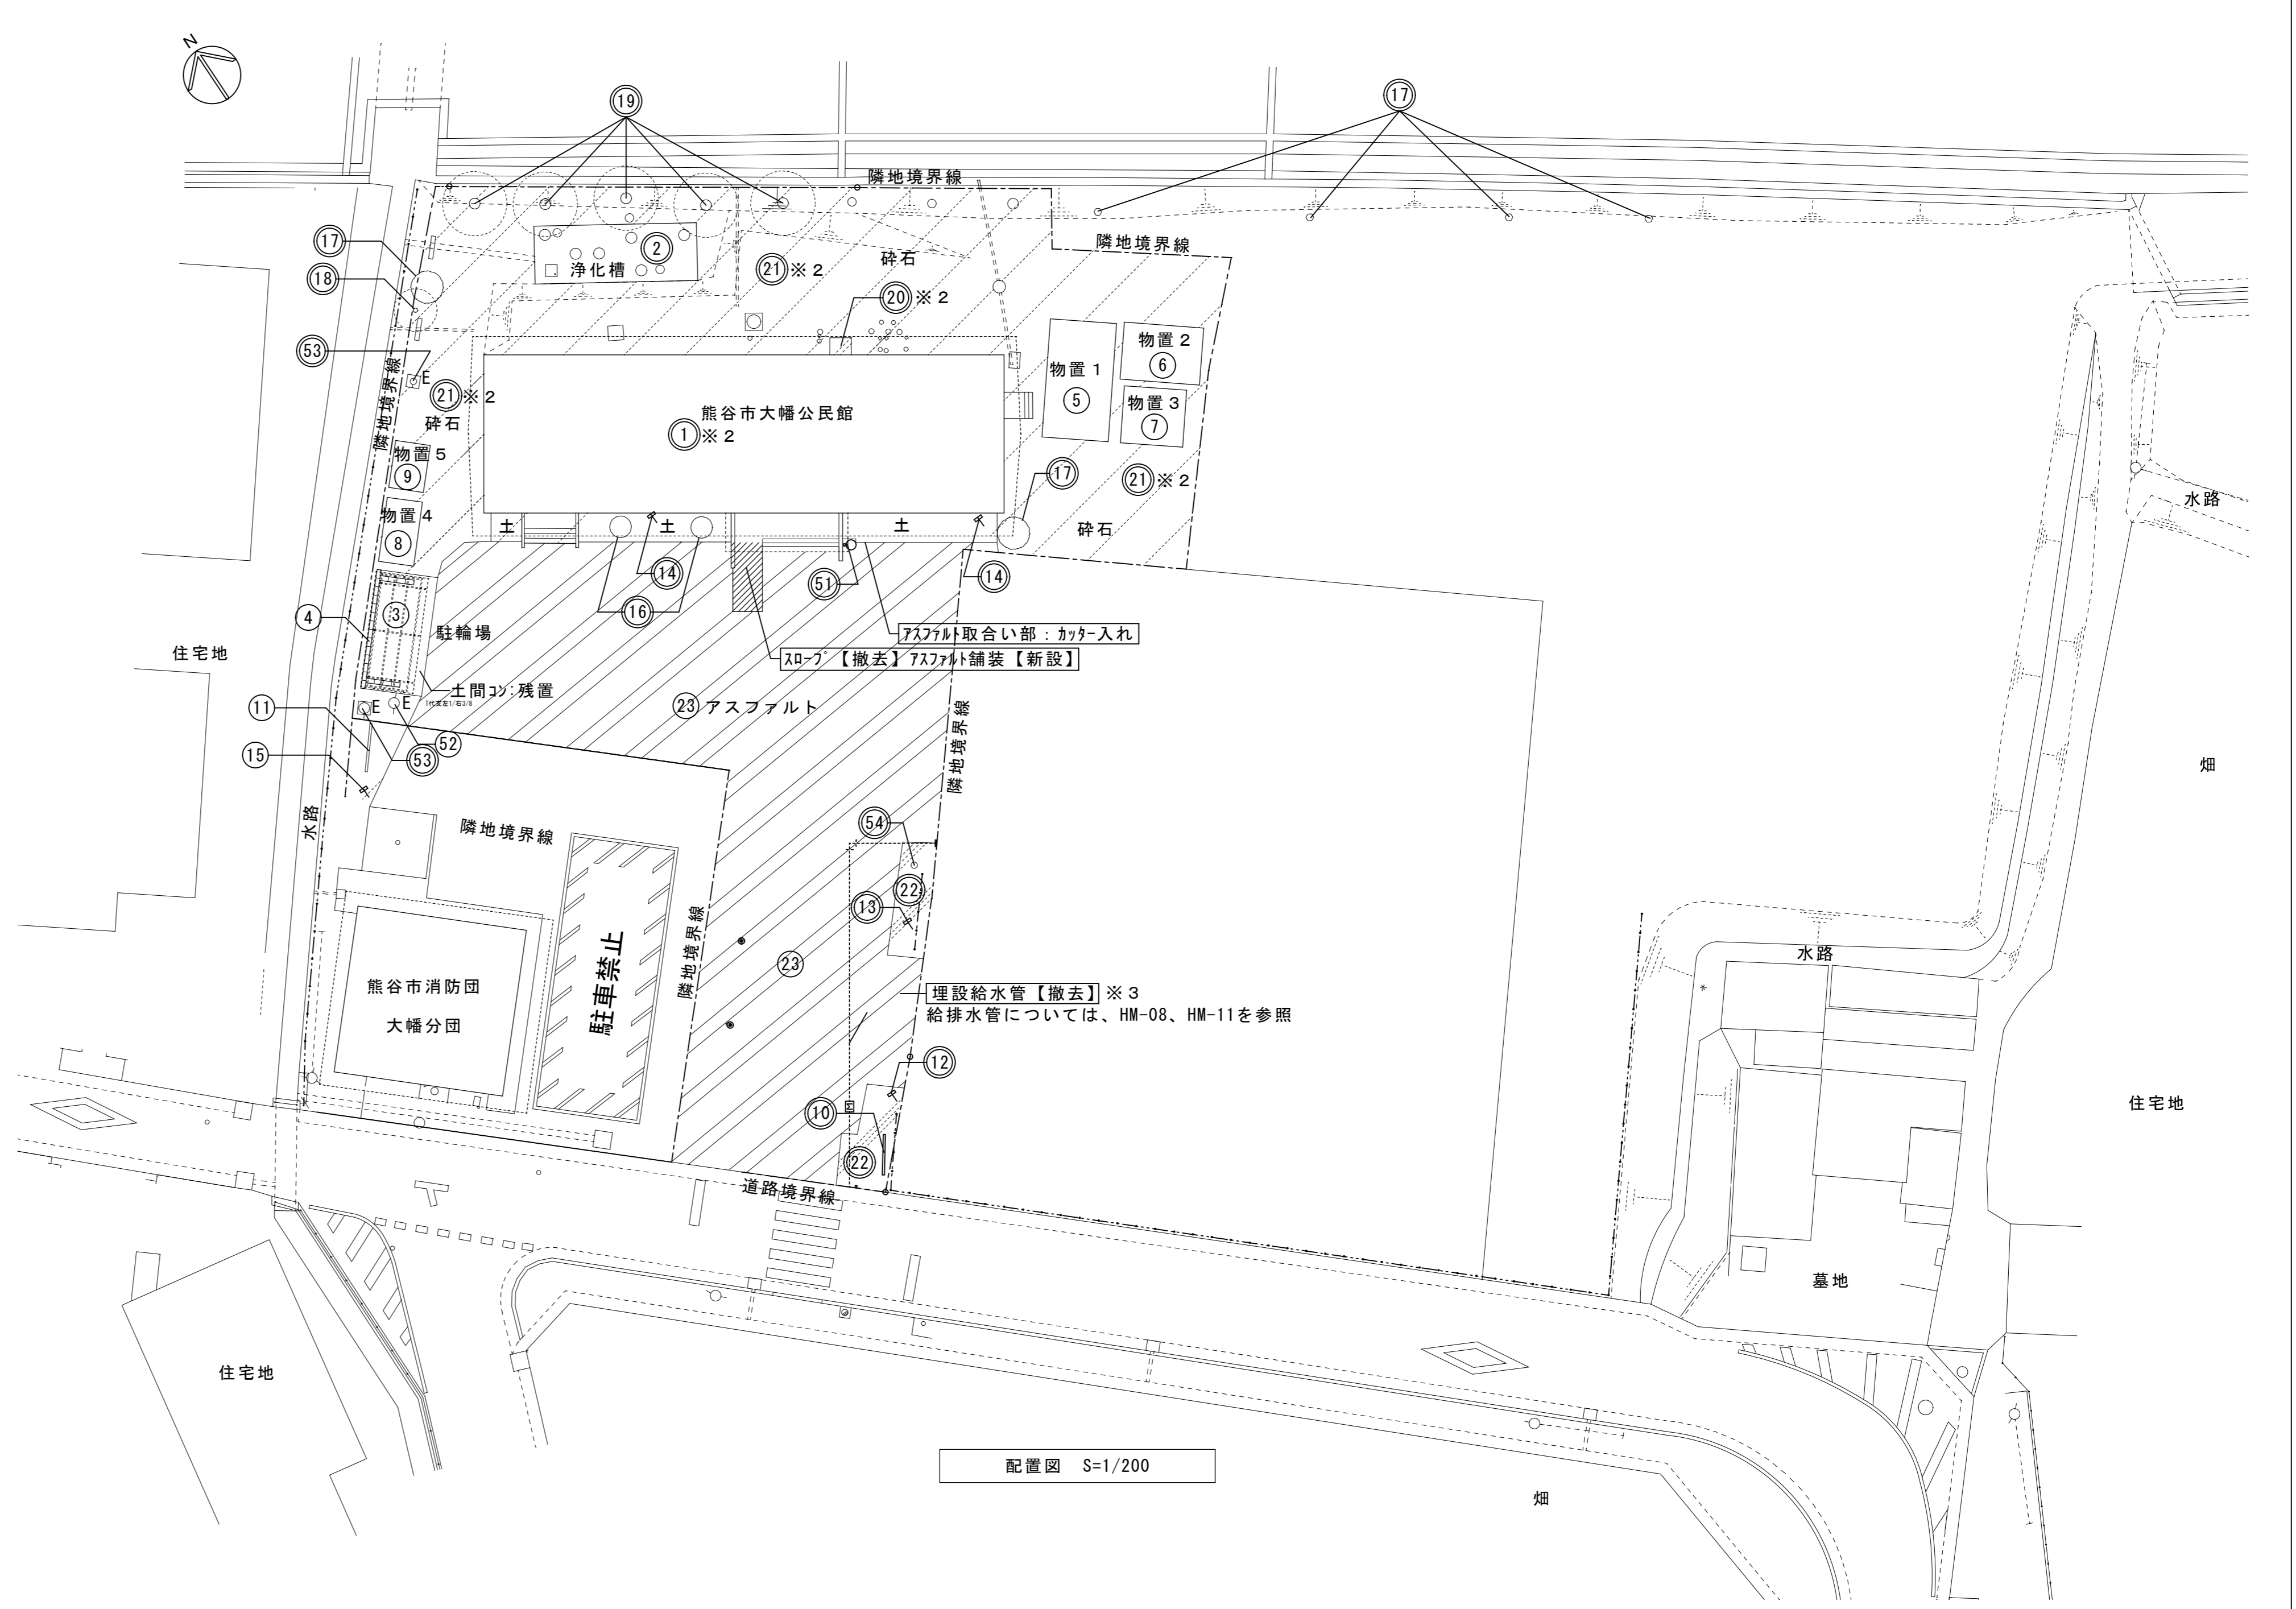 N
19
17
隣地境界線
17
2
隣地境界線
浄化槽
21 ※2
砕石
18
20 ※2
53
E
隣地境界線
物置1
5
物置2
6
物置3
7
21 ※2
砕石
熊谷市大幡公民館
1 ※2
物置5
9
17
21 ※2
水路
物置4
8
土
土
土
砕石
14
51
14
16
4
3
駐輪場
住宅地
アスファルト取合い部：カッター入れ
スロープ【撤去】アスファルト舗装【新設】
土間コン:残置
11
E
E
T代支左1/右3/8
23 アスファルト
隣地境界線
52
53
15
畑
水路
隣地境界線
54
22
13
隣地境界線
駐車禁止
23
水路
熊谷市消防団
大幡分団
埋設給水管【撤去】※3
給排水管については、HM-08、HM-11を参照
12
M
10
22
住宅地
道路境界線
墓地
住宅地
配置図 S=1/200
畑